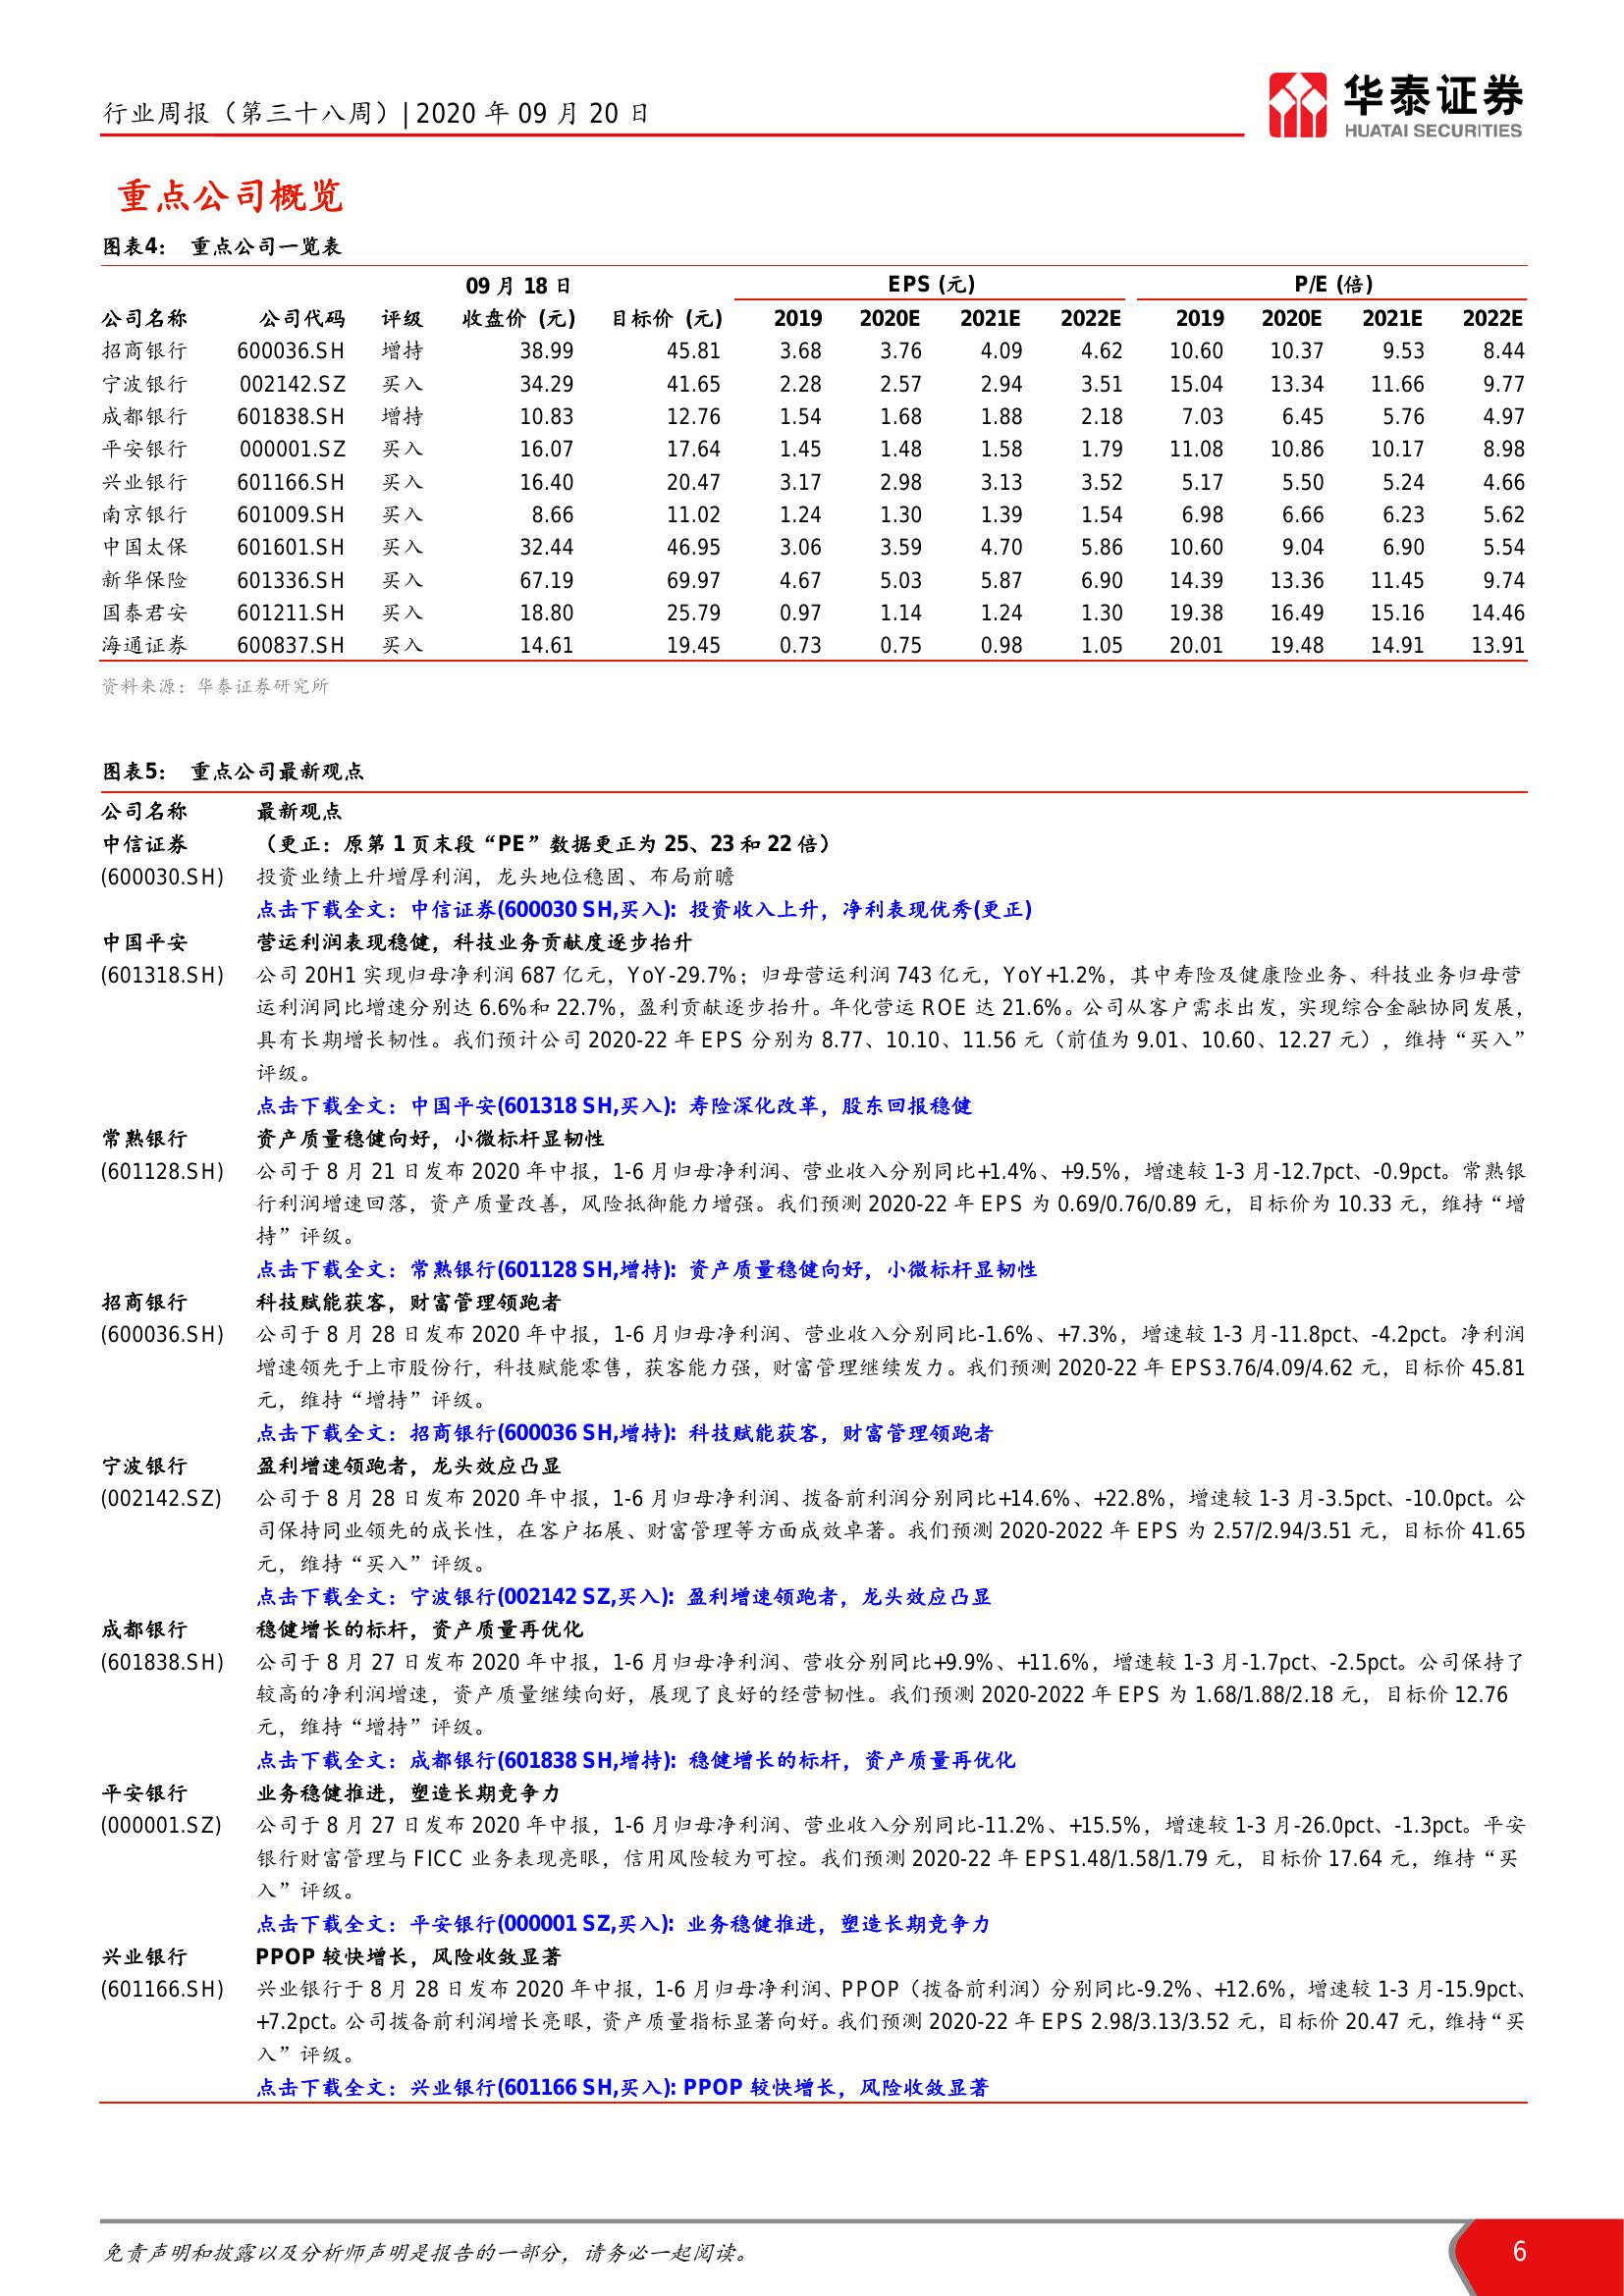 行业周报（第三十八周）| 2020 年 09 月 20 日
华泰证券
HUATAI SECURITIES
重点公司概览
图表4： 重点公司一览表
09 月 18 日 EPS (元) P/E (倍)
公司名称 公司代码 评级 收盘价 (元) 目标价 (元) 2019 2020E 2021E 2022E 2019 2020E 2021E 2022E
招商银行 600036.SH 增持 38.99 45.81 3.68 3.76 4.09 4.62 10.60 10.37 9.53 8.44
宁波银行 002142.SZ 买入 34.29 41.65 2.28 2.57 2.94 3.51 15.04 13.34 11.66 9.77
成都银行 601838.SH 增持 10.83 12.76 1.54 1.68 1.88 2.18 7.03 6.45 5.76 4.97
平安银行 000001.SZ 买入 16.07 17.64 1.45 1.48 1.58 1.79 11.08 10.86 10.17 8.98
兴业银行 601166.SH 买入 16.40 20.47 3.17 2.98 3.13 3.52 5.17 5.50 5.24 4.66
南京银行 601009.SH 买入 8.66 11.02 1.24 1.30 1.39 1.54 6.98 6.66 6.23 5.62
中国太保 601601.SH 买入 32.44 46.95 3.06 3.59 4.70 5.86 10.60 9.04 6.90 5.54
新华保险 601336.SH 买入 67.19 69.97 4.67 5.03 5.87 6.90 14.39 13.36 11.45 9.74
国泰君安 601211.SH 买入 18.80 25.79 0.97 1.14 1.24 1.30 19.38 16.49 15.16 14.46
海通证券 600837.SH 买入 14.61 19.45 0.73 0.75 0.98 1.05 20.01 19.48 14.91 13.91
资料来源：华泰证券研究所
图表5： 重点公司最新观点
公司名称 最新观点
中信证券 （更正：原第 1 页末段“PE”数据更正为 25、23 和 22 倍）
(600030.SH) 投资业绩上升增厚利润，龙头地位稳固、布局前瞻
点击下载全文：中信证券(600030 SH,买入): 投资收入上升，净利表现优秀(更正)
中国平安 营运利润表现稳健，科技业务贡献度逐步抬升
(601318.SH) 公司 20H1 实现归母净利润 687 亿元，YoY-29.7%；归母营运利润 743 亿元，YoY+1.2%，其中寿险及健康险业务、科技业务归母营
运利润同比增速分别达 6.6%和 22.7%，盈利贡献逐步抬升。年化营运 ROE 达 21.6%。公司从客户需求出发，实现综合金融协同发展，
具有长期增长韧性。我们预计公司 2020-22 年 EPS 分别为 8.77、10.10、11.56 元（前值为 9.01、10.60、12.27 元），维持“买入”
评级。
点击下载全文：中国平安(601318 SH,买入): 寿险深化改革，股东回报稳健
常熟银行 资产质量稳健向好，小微标杆显韧性
(601128.SH) 公司于 8 月 21 日发布 2020 年中报，1-6 月归母净利润、营业收入分别同比+1.4%、+9.5%，增速较 1-3 月-12.7pct、-0.9pct。常熟银
行利润增速回落，资产质量改善，风险抵御能力增强。我们预测 2020-22 年 EPS 为 0.69/0.76/0.89 元，目标价为 10.33 元，维持“增
持”评级。
点击下载全文：常熟银行(601128 SH,增持): 资产质量稳健向好，小微标杆显韧性
招商银行 科技赋能获客，财富管理领跑者
(600036.SH) 公司于 8 月 28 日发布 2020 年中报，1-6 月归母净利润、营业收入分别同比-1.6%、+7.3%，增速较 1-3 月-11.8pct、-4.2pct。净利润
增速领先于上市股份行，科技赋能零售，获客能力强，财富管理继续发力。我们预测 2020-22 年 EPS3.76/4.09/4.62 元，目标价 45.81
元，维持“增持”评级。
点击下载全文：招商银行(600036 SH,增持): 科技赋能获客，财富管理领跑者
宁波银行 盈利增速领跑者，龙头效应凸显
(002142.SZ) 公司于 8 月 28 日发布 2020 年中报，1-6 月归母净利润、拨备前利润分别同比+14.6%、+22.8%，增速较 1-3 月-3.5pct、-10.0pct。公
司保持同业领先的成长性，在客户拓展、财富管理等方面成效卓著。我们预测 2020-2022 年 EPS 为 2.57/2.94/3.51 元，目标价 41.65
元，维持“买入”评级。
点击下载全文：宁波银行(002142 SZ,买入): 盈利增速领跑者，龙头效应凸显
成都银行 稳健增长的标杆，资产质量再优化
(601838.SH) 公司于 8 月 27 日发布 2020 年中报，1-6 月归母净利润、营收分别同比+9.9%、+11.6%，增速较 1-3 月-1.7pct、-2.5pct。公司保持了
较高的净利润增速，资产质量继续向好，展现了良好的经营韧性。我们预测 2020-2022 年 EPS 为 1.68/1.88/2.18 元，目标价 12.76
元，维持“增持”评级。
点击下载全文：成都银行(601838 SH,增持): 稳健增长的标杆，资产质量再优化
平安银行 业务稳健推进，塑造长期竞争力
(000001.SZ) 公司于 8 月 27 日发布 2020 年中报，1-6 月归母净利润、营业收入分别同比-11.2%、+15.5%，增速较 1-3 月-26.0pct、-1.3pct。平安
银行财富管理与 FICC 业务表现亮眼，信用风险较为可控。我们预测 2020-22 年 EPS1.48/1.58/1.79 元，目标价 17.64 元，维持“买
入”评级。
点击下载全文：平安银行(000001 SZ,买入): 业务稳健推进，塑造长期竞争力
兴业银行 PPOP 较快增长，风险收敛显著
(601166.SH) 兴业银行于 8 月 28 日发布 2020 年中报，1-6 月归母净利润、PPOP（拨备前利润）分别同比-9.2%、+12.6%，增速较 1-3 月-15.9pct、
+7.2pct。公司拨备前利润增长亮眼，资产质量指标显著向好。我们预测 2020-22 年 EPS 2.98/3.13/3.52 元，目标价 20.47 元，维持“买
入”评级。
点击下载全文：兴业银行(601166 SH,买入): PPOP 较快增长，风险收敛显著
免责声明和披露以及分析师声明是报告的一部分，请务必一起阅读。 6